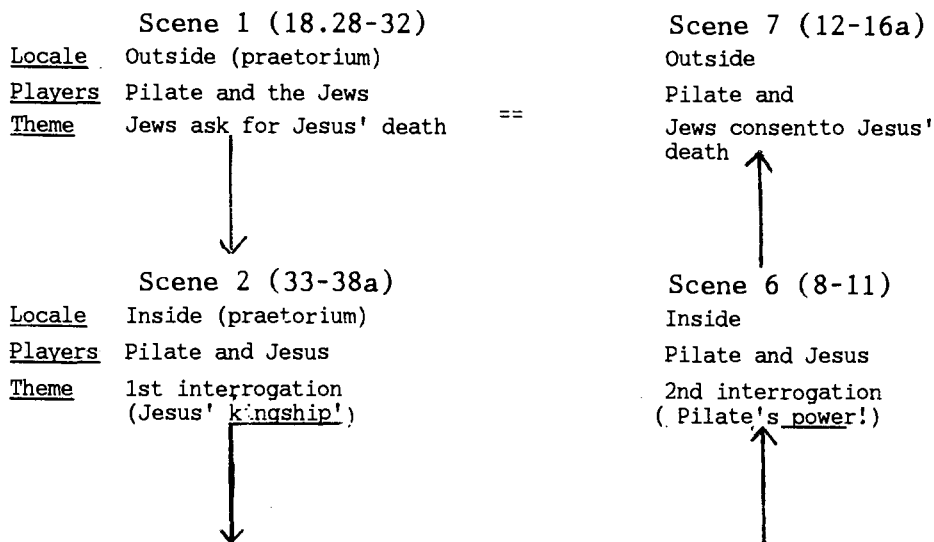 Scene 1 (18.28-32)
Locale Outside (praetorium)
Players Pilate and the Jews
Theme Jews ask for Jesus' death
==
Scene 7 (12-16a)
Outside
Pilate and
Jews consentto Jesus'
death
Scene 2 (33-38a)
Locale Inside (praetorium)
Players Pilate and Jesus
Theme 1st interrogation
(Jesus' kingship!)
Scene 6 (8-11)
Inside
Pilate and Jesus
2nd interrogation
( Pilate's power!)